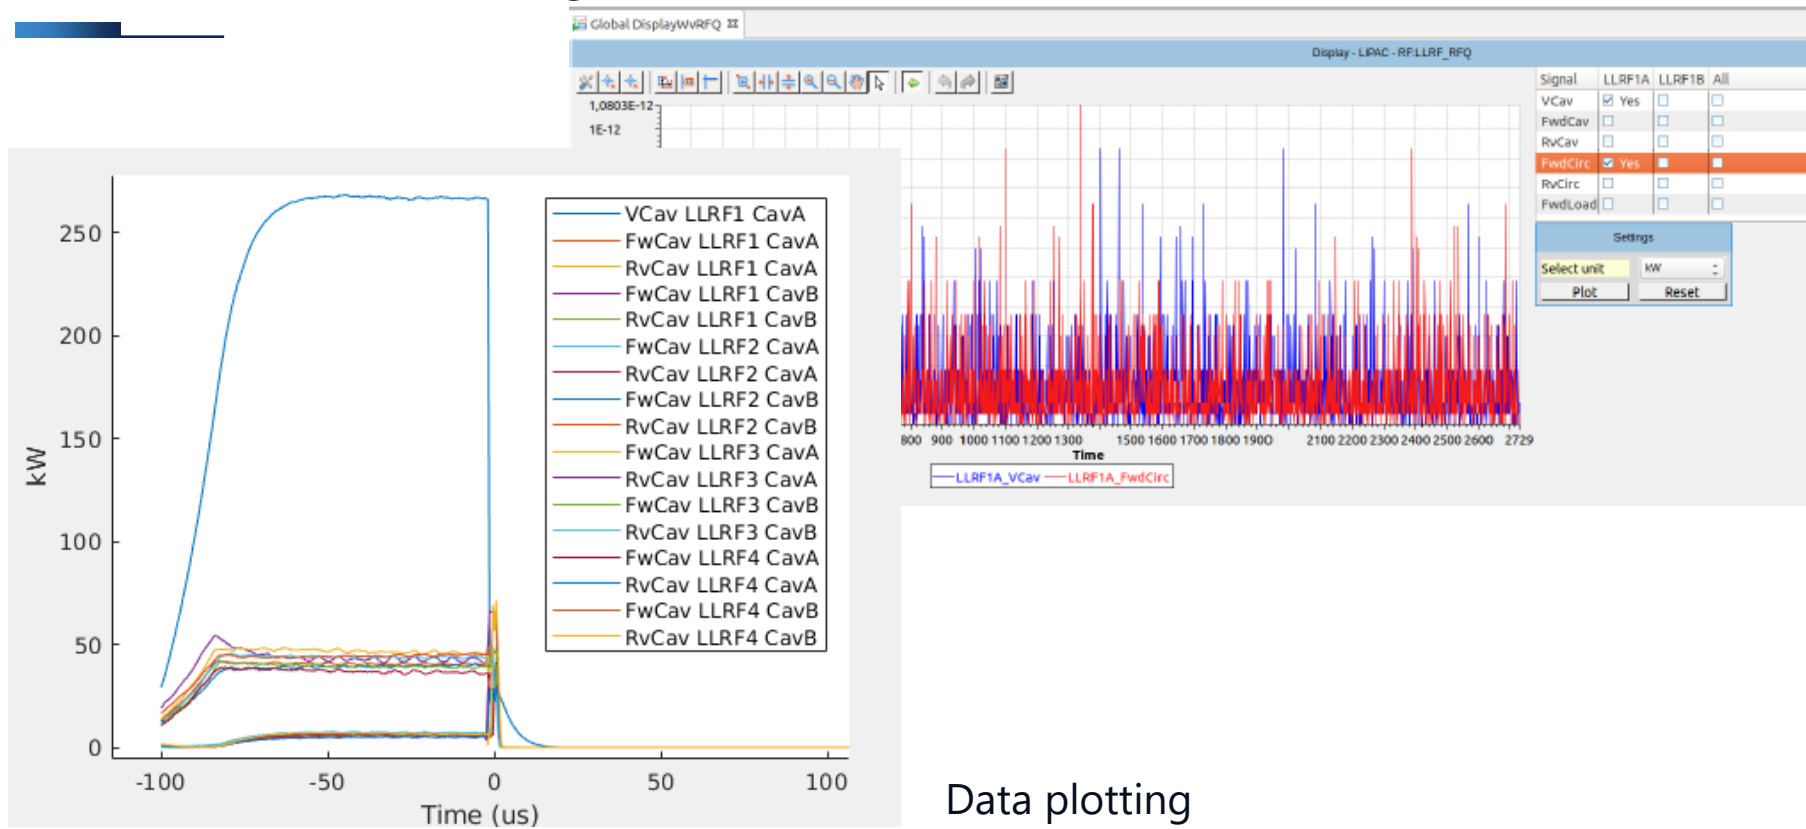 Global DisplayWvRFQ
Display - LIPAC - RF:LLRF_RFQ
Signal LLRF1A LLRF1B All
VCav Yes
FwdCav
RvCav
FwdCirc Yes
RvCirc
FwdLoad
Settings
Select unit kW
Plot Reset
1,0803E-12
1E-12
800 900 1000 1100 1200 1300 1500 1600 1700 1800 1900 2100 2200 2300 2400 2500 2600 2729
Time
LLRF1A_VCav LLRF1A_FwdCirc
250
200
150
100
50
0
kW
-100 -50 0 50 100
Time (us)
VCav LLRF1 CavA
FwCav LLRF1 CavA
RvCav LLRF1 CavA
FwCav LLRF1 CavB
RvCav LLRF1 CavB
FwCav LLRF2 CavA
RvCav LLRF2 CavA
FwCav LLRF2 CavB
RvCav LLRF2 CavB
FwCav LLRF3 CavA
RvCav LLRF3 CavA
FwCav LLRF3 CavB
RvCav LLRF3 CavB
FwCav LLRF4 CavA
RvCav LLRF4 CavA
FwCav LLRF4 CavB
RvCav LLRF4 CavB
Data plotting